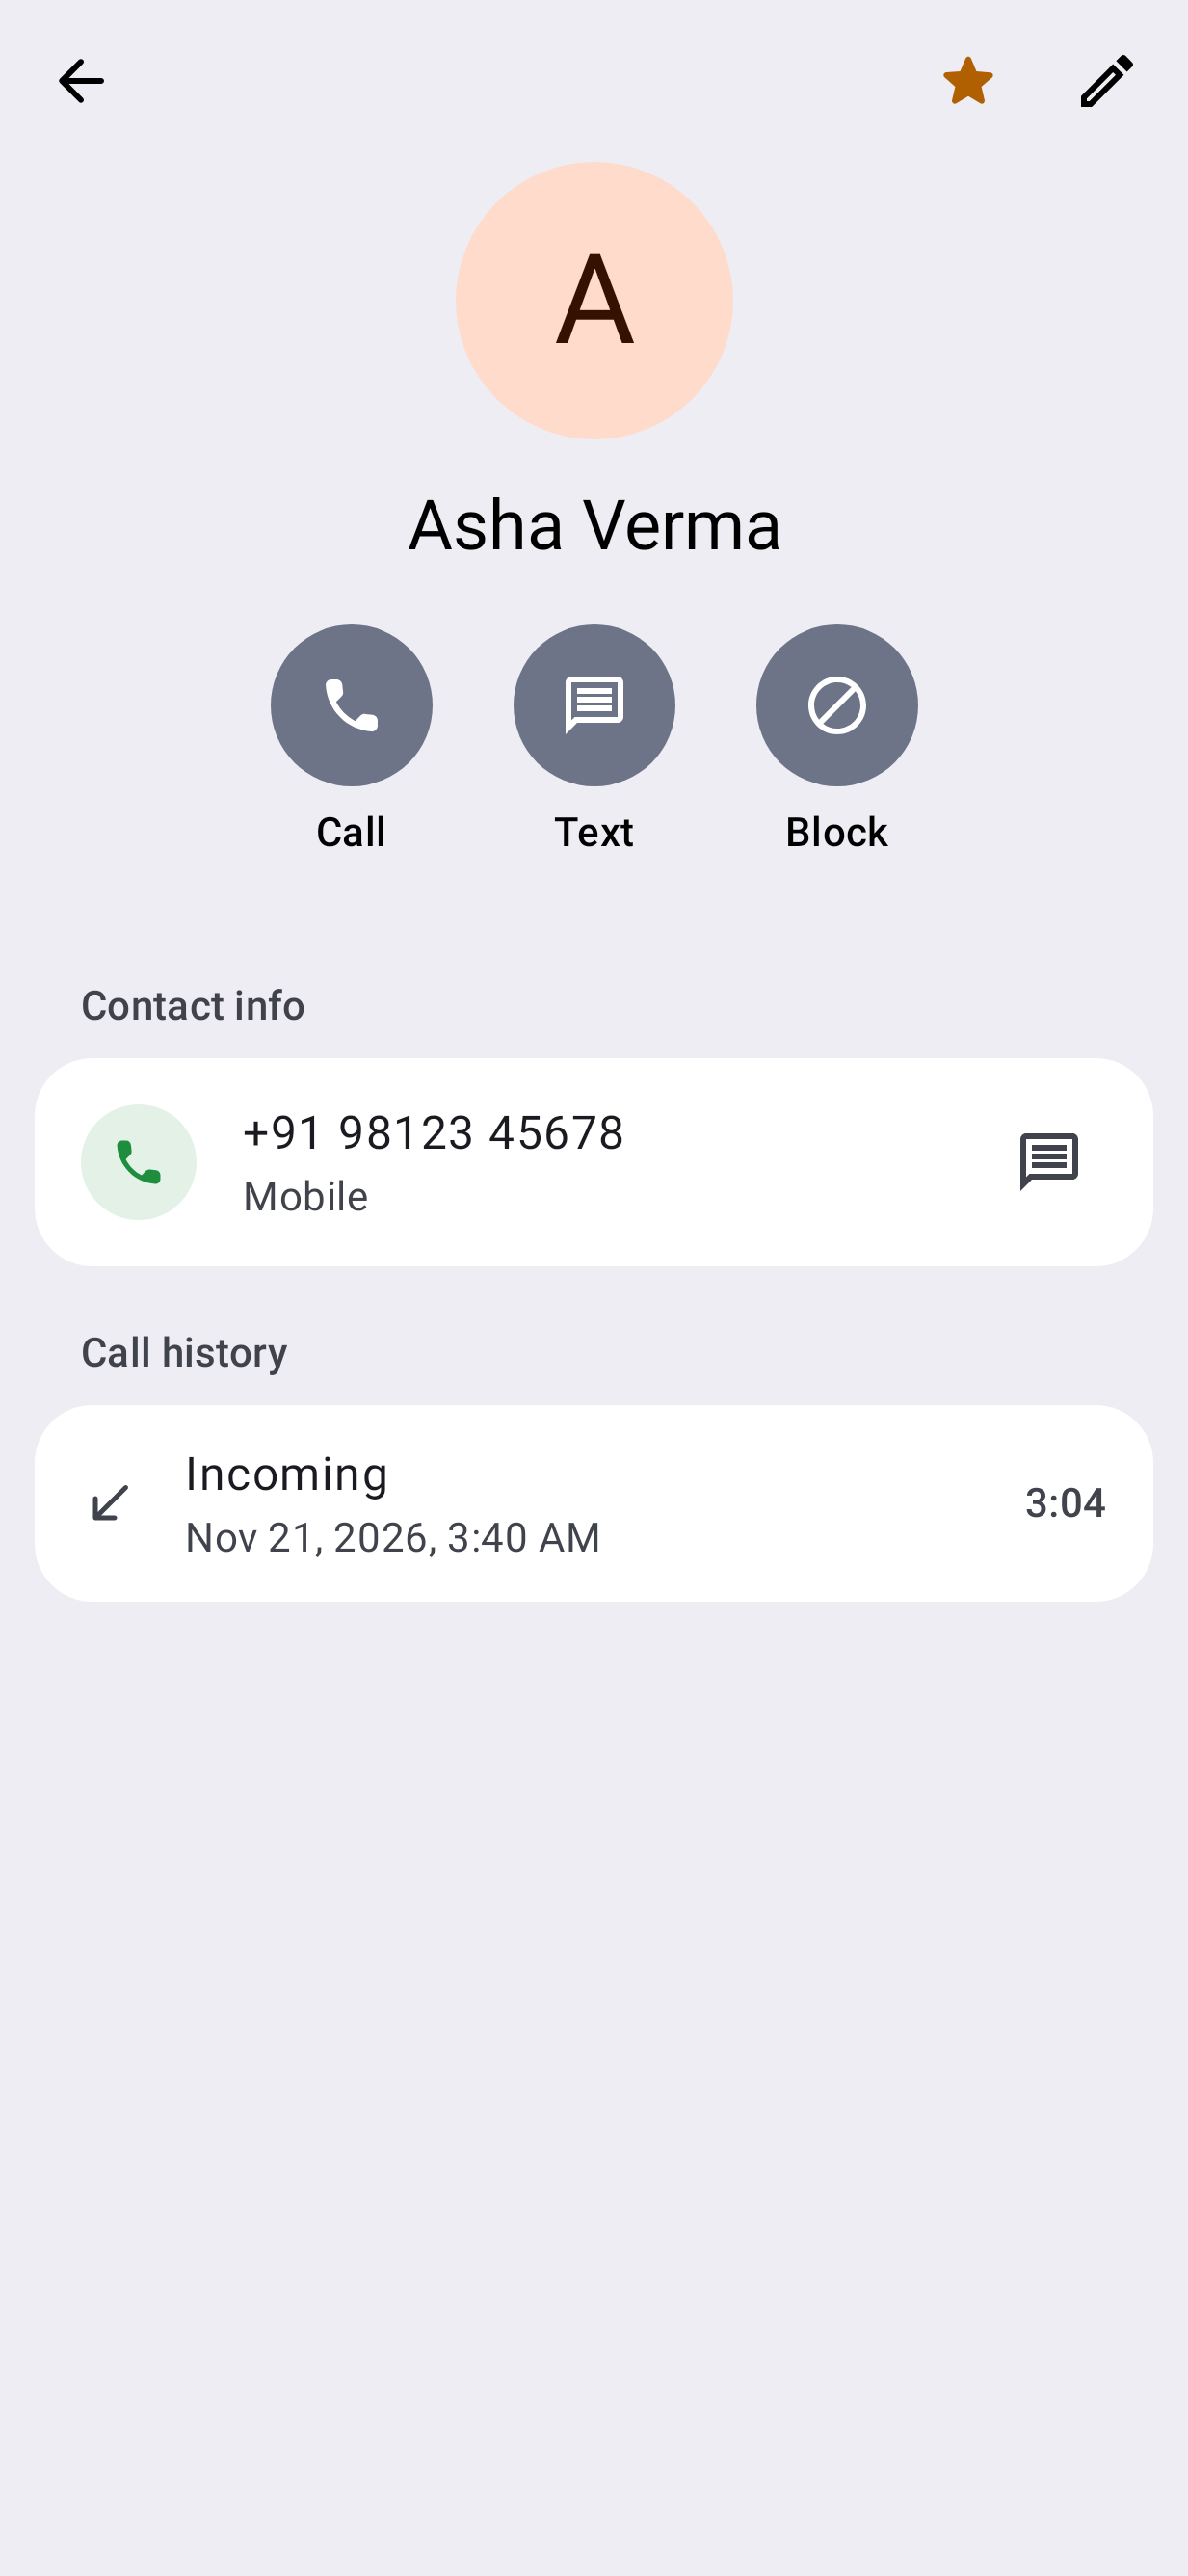 A
Asha Verma
Call
Text
Block
Contact info
+91 98123 45678
Mobile
Call history
Incoming
Nov 21, 2026, 3:40 AM
3:04